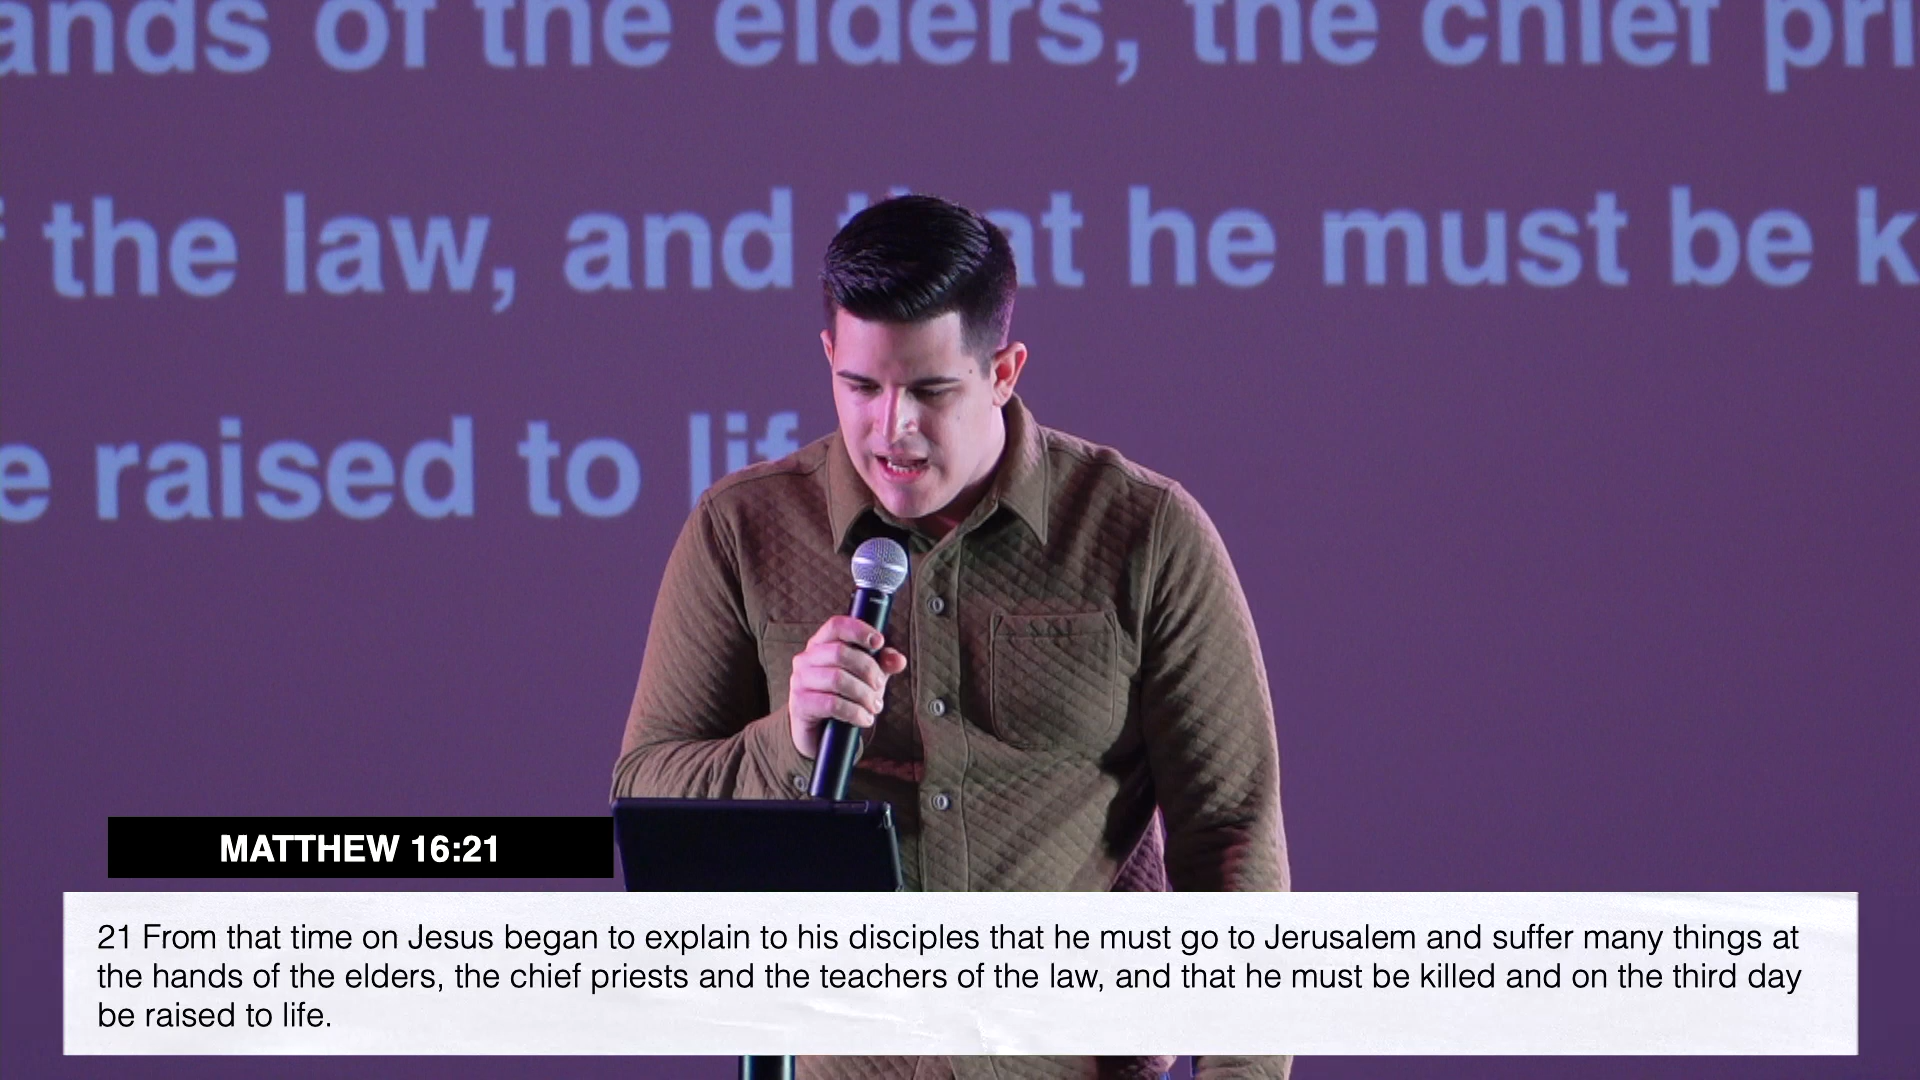 ands of the elders, the chief pri
the law, and that he must be k
e raised to lif
MATTHEW 16:21
21 From that time on Jesus began to explain to his disciples that he must go to Jerusalem and suffer many things at
the hands of the elders, the chief priests and the teachers of the law, and that he must be killed and on the third day
be raised to life.